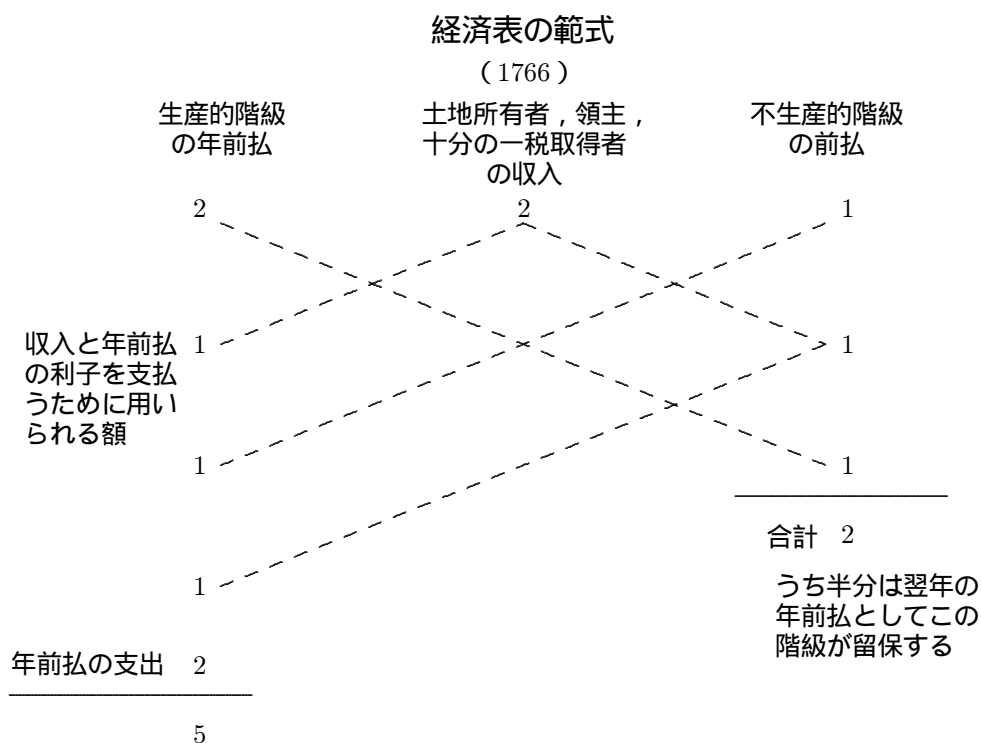 経済表の範式
（1766）
生産的階級
の年前払
土地所有者，領主，
十分の一税取得者
の収入
不生産的階級
の前払
2
2
1
収入と年前払
の利子を支払
うために用い
られる額
1
1
1
1
合計 2
うち半分は翌年の
年前払としてこの
階級が留保する
1
年前払の支出 2
5